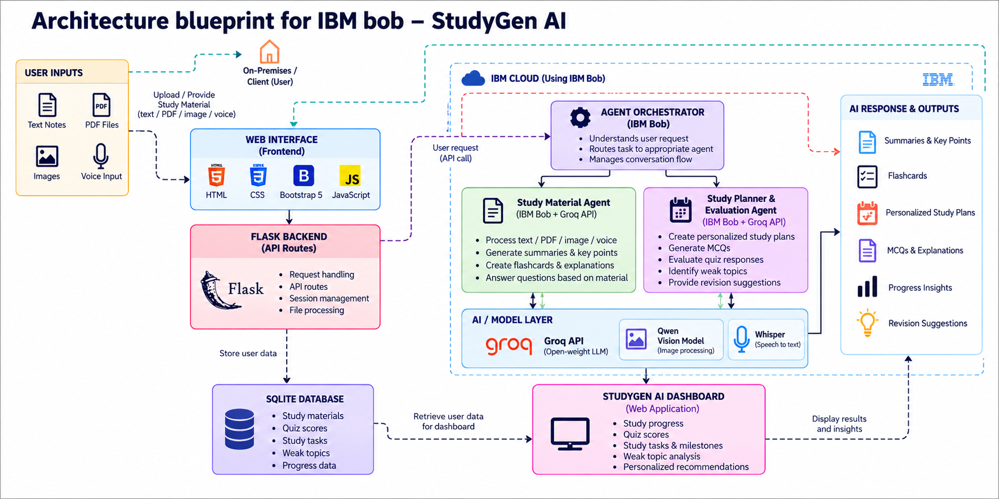 Architecture blueprint for IBM bob – StudyGen AI
USER INPUTS
Text Notes
PDF
PDF Files
Images
Voice Input
On-Premises /
Client (User)
Upload / Provide
Study Material
(text / PDF / image / voice)
WEB INTERFACE
(Frontend)
HTML
5
HTML
3
CSS
B
Bootstrap 5
JS
JavaScript
FLASK BACKEND
(API Routes)
Flask
• Request handling
• API routes
• Session management
• File processing
Store user data
SQLITE DATABASE
• Study materials
• Quiz scores
• Study tasks
• Weak topics
• Progress data
Retrieve user data
for dashboard
User request
(API call)
IBM CLOUD (Using IBM Bob)
IBM
AGENT ORCHESTRATOR
(IBM Bob)
• Understands user request
• Routes task to appropriate agent
• Manages conversation flow
Study Material Agent
(IBM Bob + Groq API)
• Process text / PDF / image / voice
• Generate summaries & key points
• Create flashcards & explanations
• Answer questions based on material
Study Planner &
Evaluation Agent
(IBM Bob + Groq API)
• Create personalized study plans
• Generate MCQs
• Evaluate quiz responses
• Identify weak topics
• Provide revision suggestions
AI / MODEL LAYER
groq
Groq API
(Open-weight LLM)
Qwen
Vision Model
(Image processing)
Whisper
(Speech to text)
STUDYGEN AI DASHBOARD
(Web Application)
• Study progress
• Quiz scores
• Study tasks & milestones
• Weak topic analysis
• Personalized recommendations
Display results
and insights
AI RESPONSE & OUTPUTS
Summaries & Key Points
Flashcards
Personalized Study Plans
MCQs & Explanations
Progress Insights
Revision Suggestions